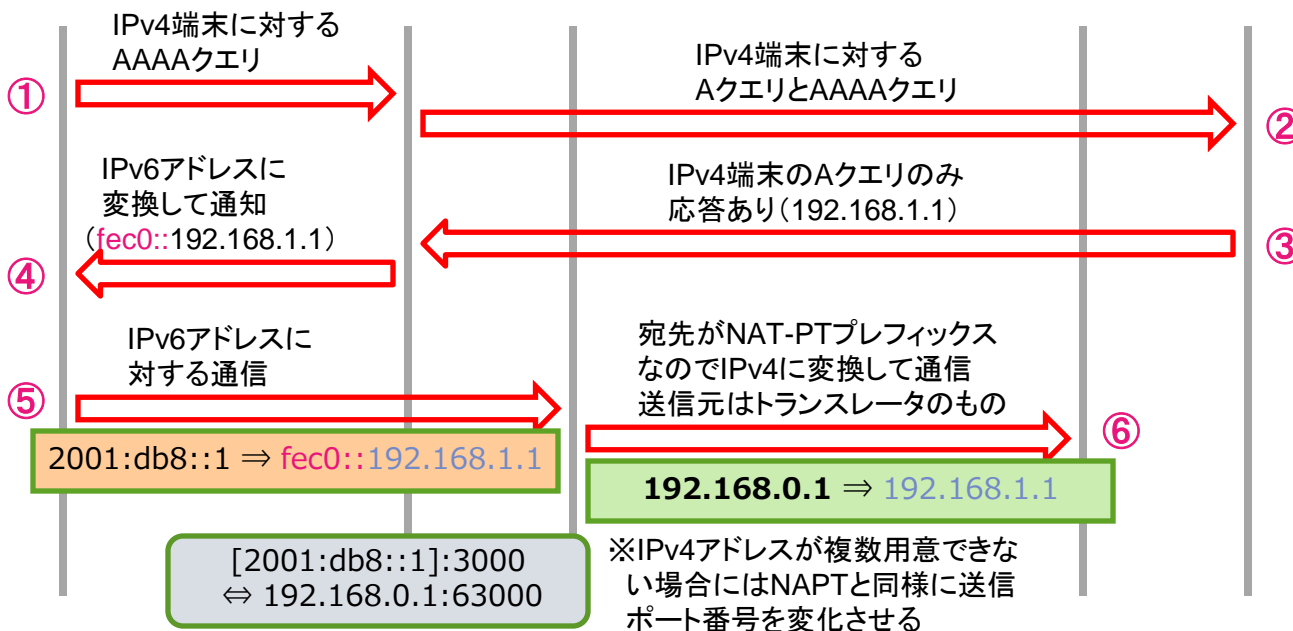 IPv4端末に対する
AAAAクエリ
①
IPv4端末に対する
AクエリとAAAAクエリ
②
IPv6アドレスに
変換して通知
(fec0::192.168.1.1)
④
IPv4端末のAクエリのみ
応答あり(192.168.1.1)
③
IPv6アドレスに
対する通信
⑤
2001:db8::1 ⇒ fec0::192.168.1.1
宛先がNAT-PTプレフィックス
なのでIPv4に変換して通信
送信元はトランスレータのもの
⑥
192.168.0.1 ⇒ 192.168.1.1
[2001:db8::1]:3000
⇔ 192.168.0.1:63000
※IPv4アドレスが複数用意できな
い場合にはNAPTと同様に送信
ポート番号を変化させる